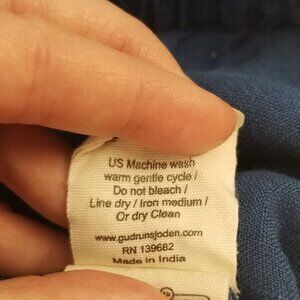 US Machine wash
warm gentle cycle /
Do not bleach /
Line dry / iron medium /
Or dry Clean
www.gudrunsjoden.com
RN 139682
Made in India